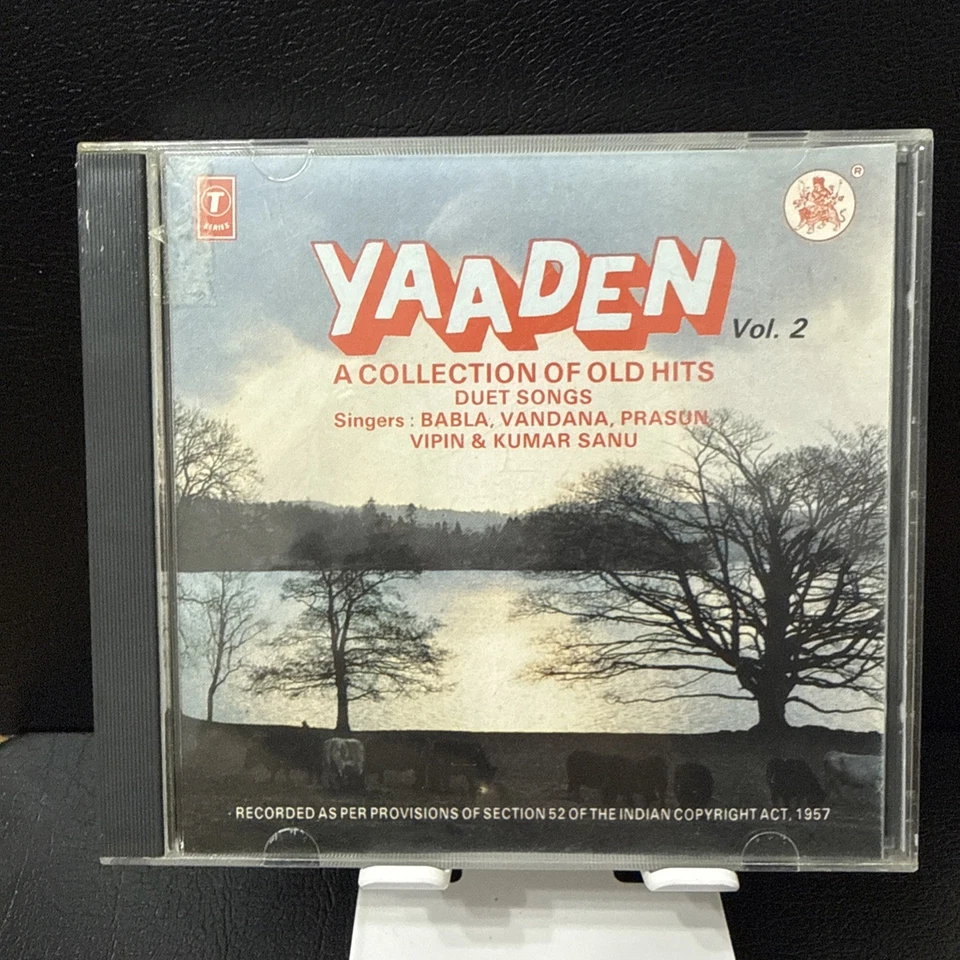 T
SERIES
®
YAADEN
Vol. 2
A COLLECTION OF OLD HITS
DUET SONGS
Singers : BABLA, VANDANA, PRASUN,
VIPIN & KUMAR SANU
RECORDED AS PER PROVISIONS OF SECTION 52 OF THE INDIAN COPYRIGHT ACT, 1957